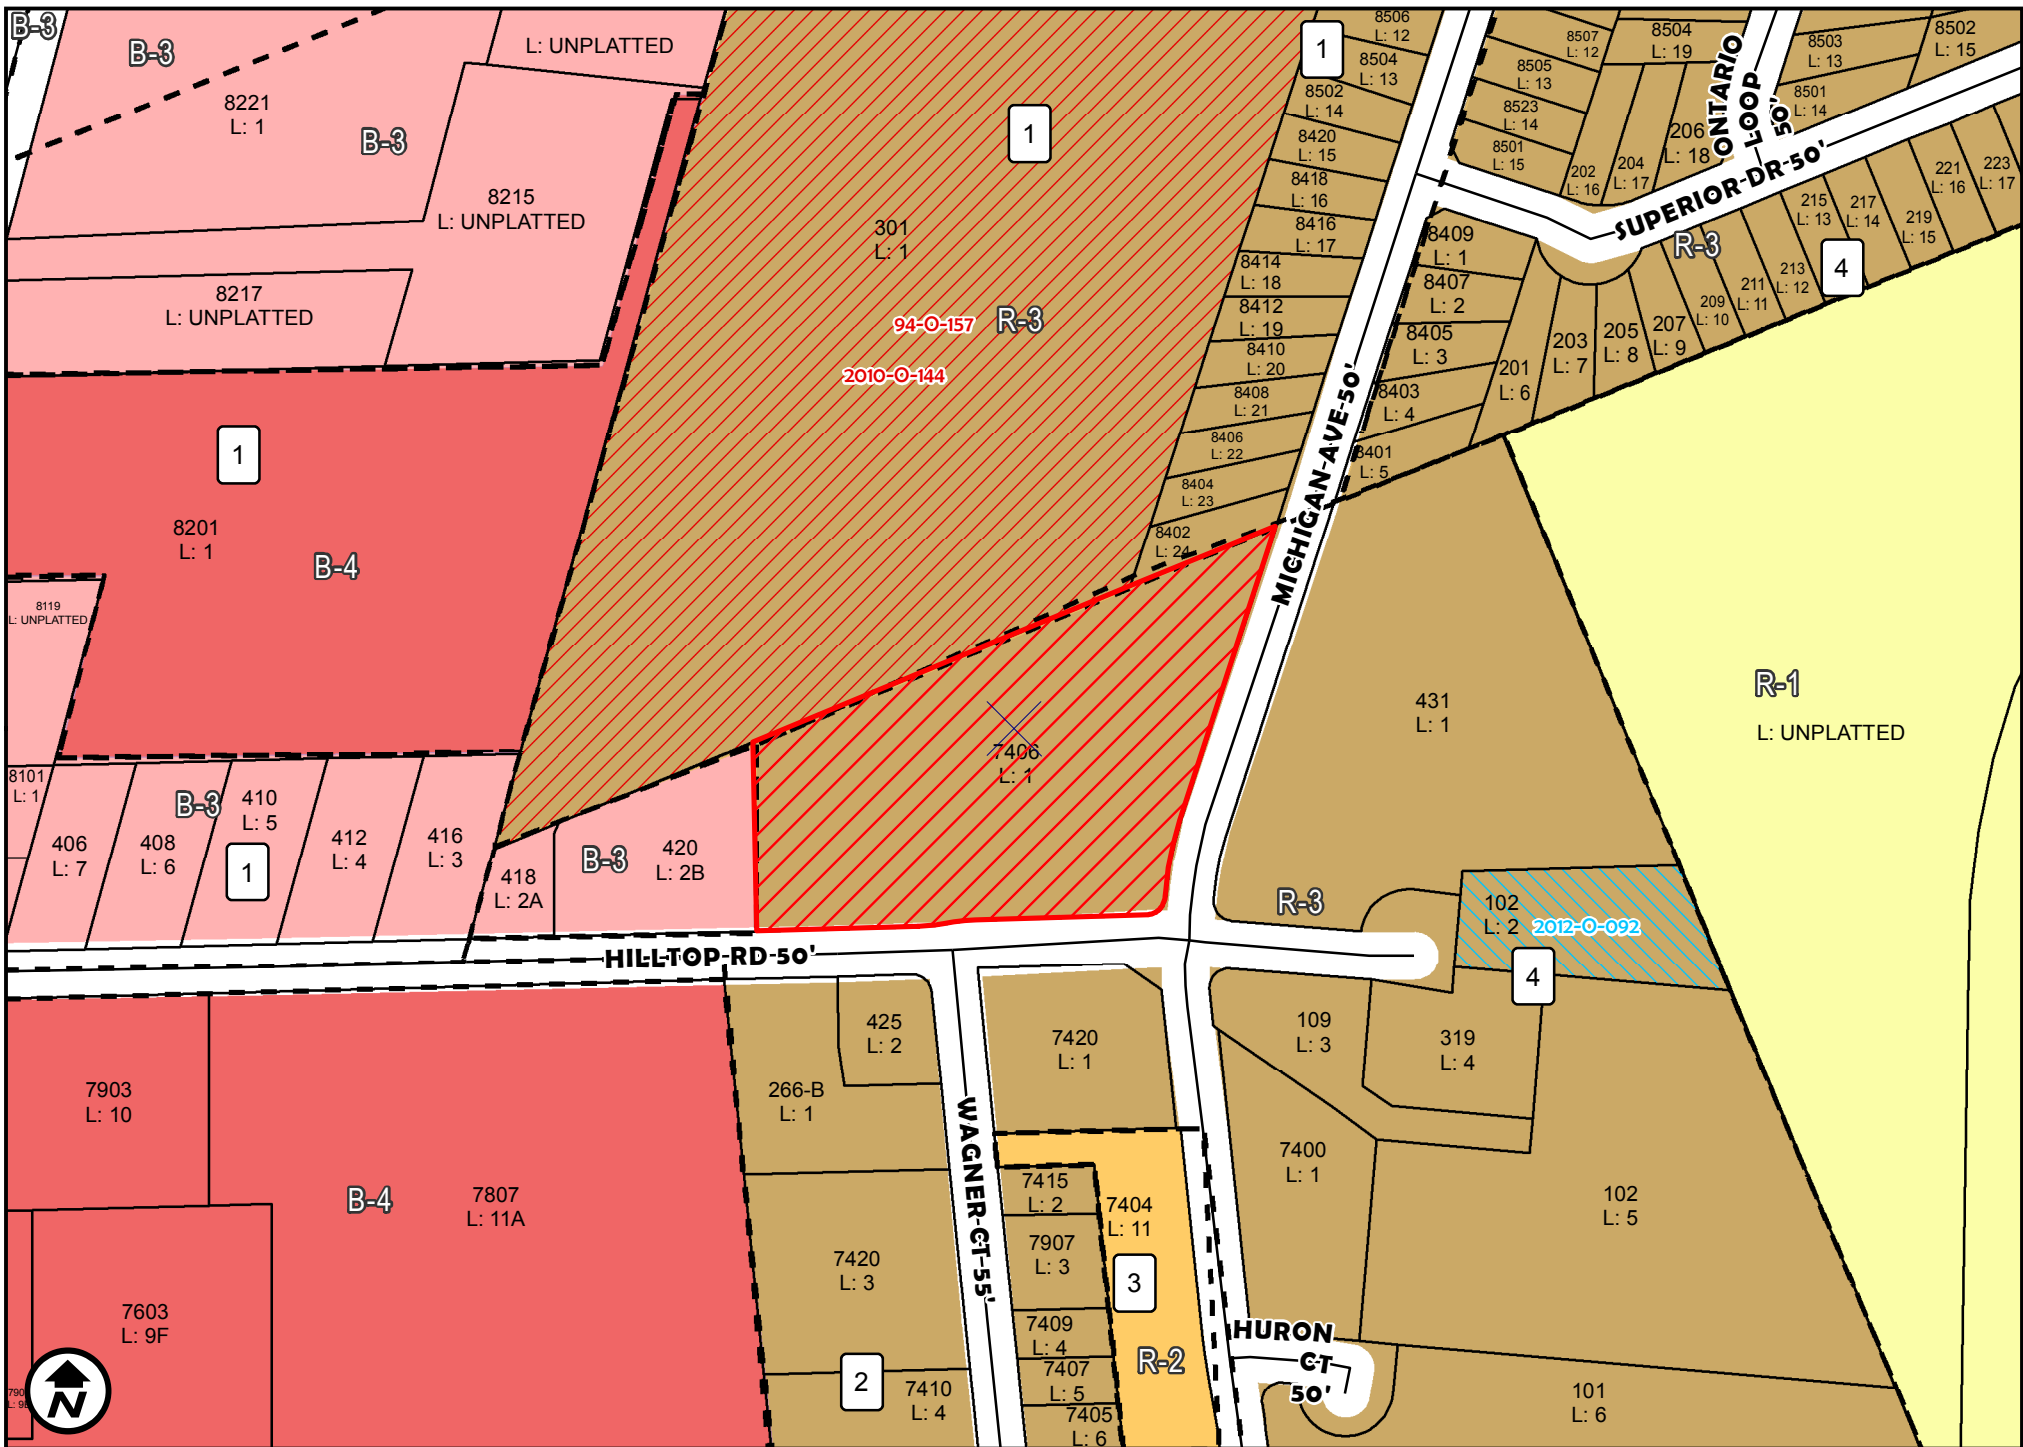 B-3
B-3
L: UNPLATTED
8221
L: 1
B-3
8215
L: UNPLATTED
8217
L: UNPLATTED
1
8201
L: 1
B-4
8119
L: UNPLATTED
8101
L: 1
B-3
406
L: 7
408
L: 6
410
L: 5
1
412
L: 4
416
L: 3
418
L: 2A
B-3
420
L: 2B
1
301
L: 1
94-O-157
R-3
2010-O-144
1
8506
L: 12
8504
L: 13
8502
L: 14
8420
L: 15
8418
L: 16
8416
L: 17
8414
L: 18
8412
L: 19
8410
L: 20
8408
L: 21
8406
L: 22
8404
L: 23
8402
L: 24
7406
L: 1
MICHIGAN-AVE-50'
8507
L: 12
8505
L: 13
8523
L: 14
8501
L: 15
8504
L: 19
202
L: 16
204
L: 17
206
L: 18
ONTARIO
LOOP
50'
8503
L: 13
8502
L: 15
8501
L: 14
SUPERIOR-DR-50'
R-3
4
8409
L: 1
8407
L: 2
8405
L: 3
8403
L: 4
8401
L: 5
201
L: 6
203
L: 7
205
L: 8
207
L: 9
209
L: 10
211
L: 11
213
L: 12
215
L: 13
217
L: 14
219
L: 15
221
L: 16
223
L: 17
431
L: 1
R-1
L: UNPLATTED
R-3
102
L: 2
2012-O-092
4
HILLTOP-RD-50'
7903
L: 10
B-4
7807
L: 11A
7603
L: 9F
N
266-B
L: 1
425
L: 2
7420
L: 3
2
7410
L: 4
WAGNER-CT-55'
7420
L: 1
7415
L: 2
7907
L: 3
7409
L: 4
7407
L: 5
7405
L: 6
7404
L: 11
3
R-2
109
L: 3
319
L: 4
7400
L: 1
102
L: 5
HURON
CT
50'
101
L: 6